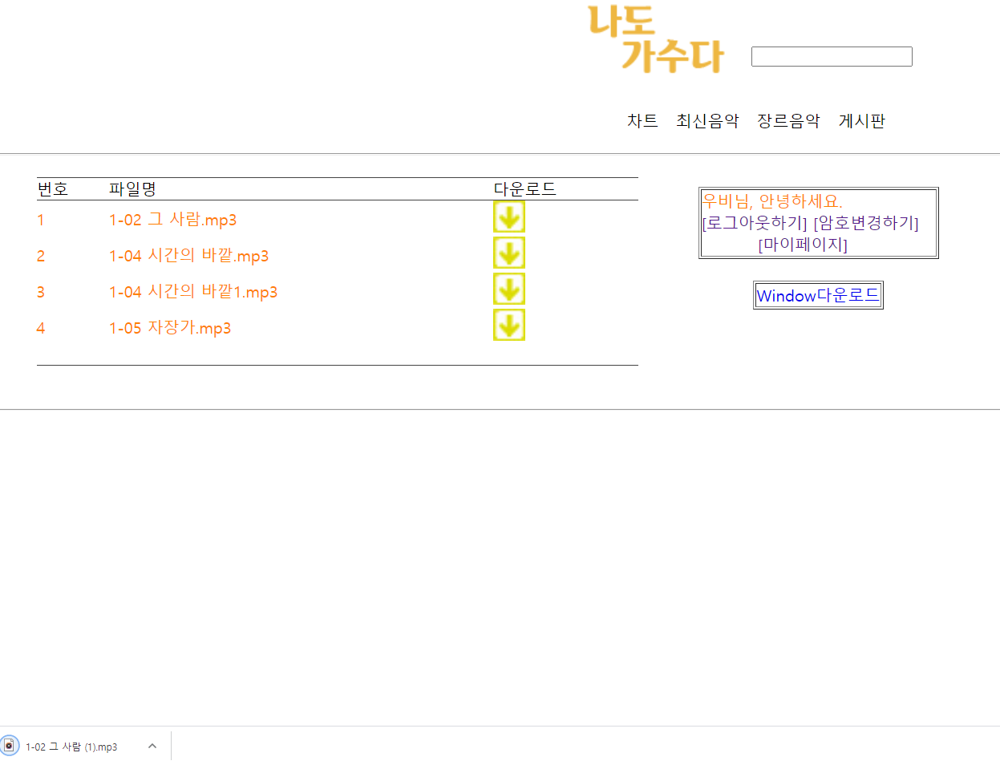 나도
가수다
차트 최신음악 장르음악 게시판
번호 파일명 다운로드
1 1-02 그 사람.mp3
2 1-04 시간의 바깥.mp3
3 1-04 시간의 바깥1.mp3
4 1-05 자장가.mp3
우비님, 안녕하세요.
[로그아웃하기] [암호변경하기]
[마이페이지]
Window다운로드
1-02 그 사람 (1).mp3